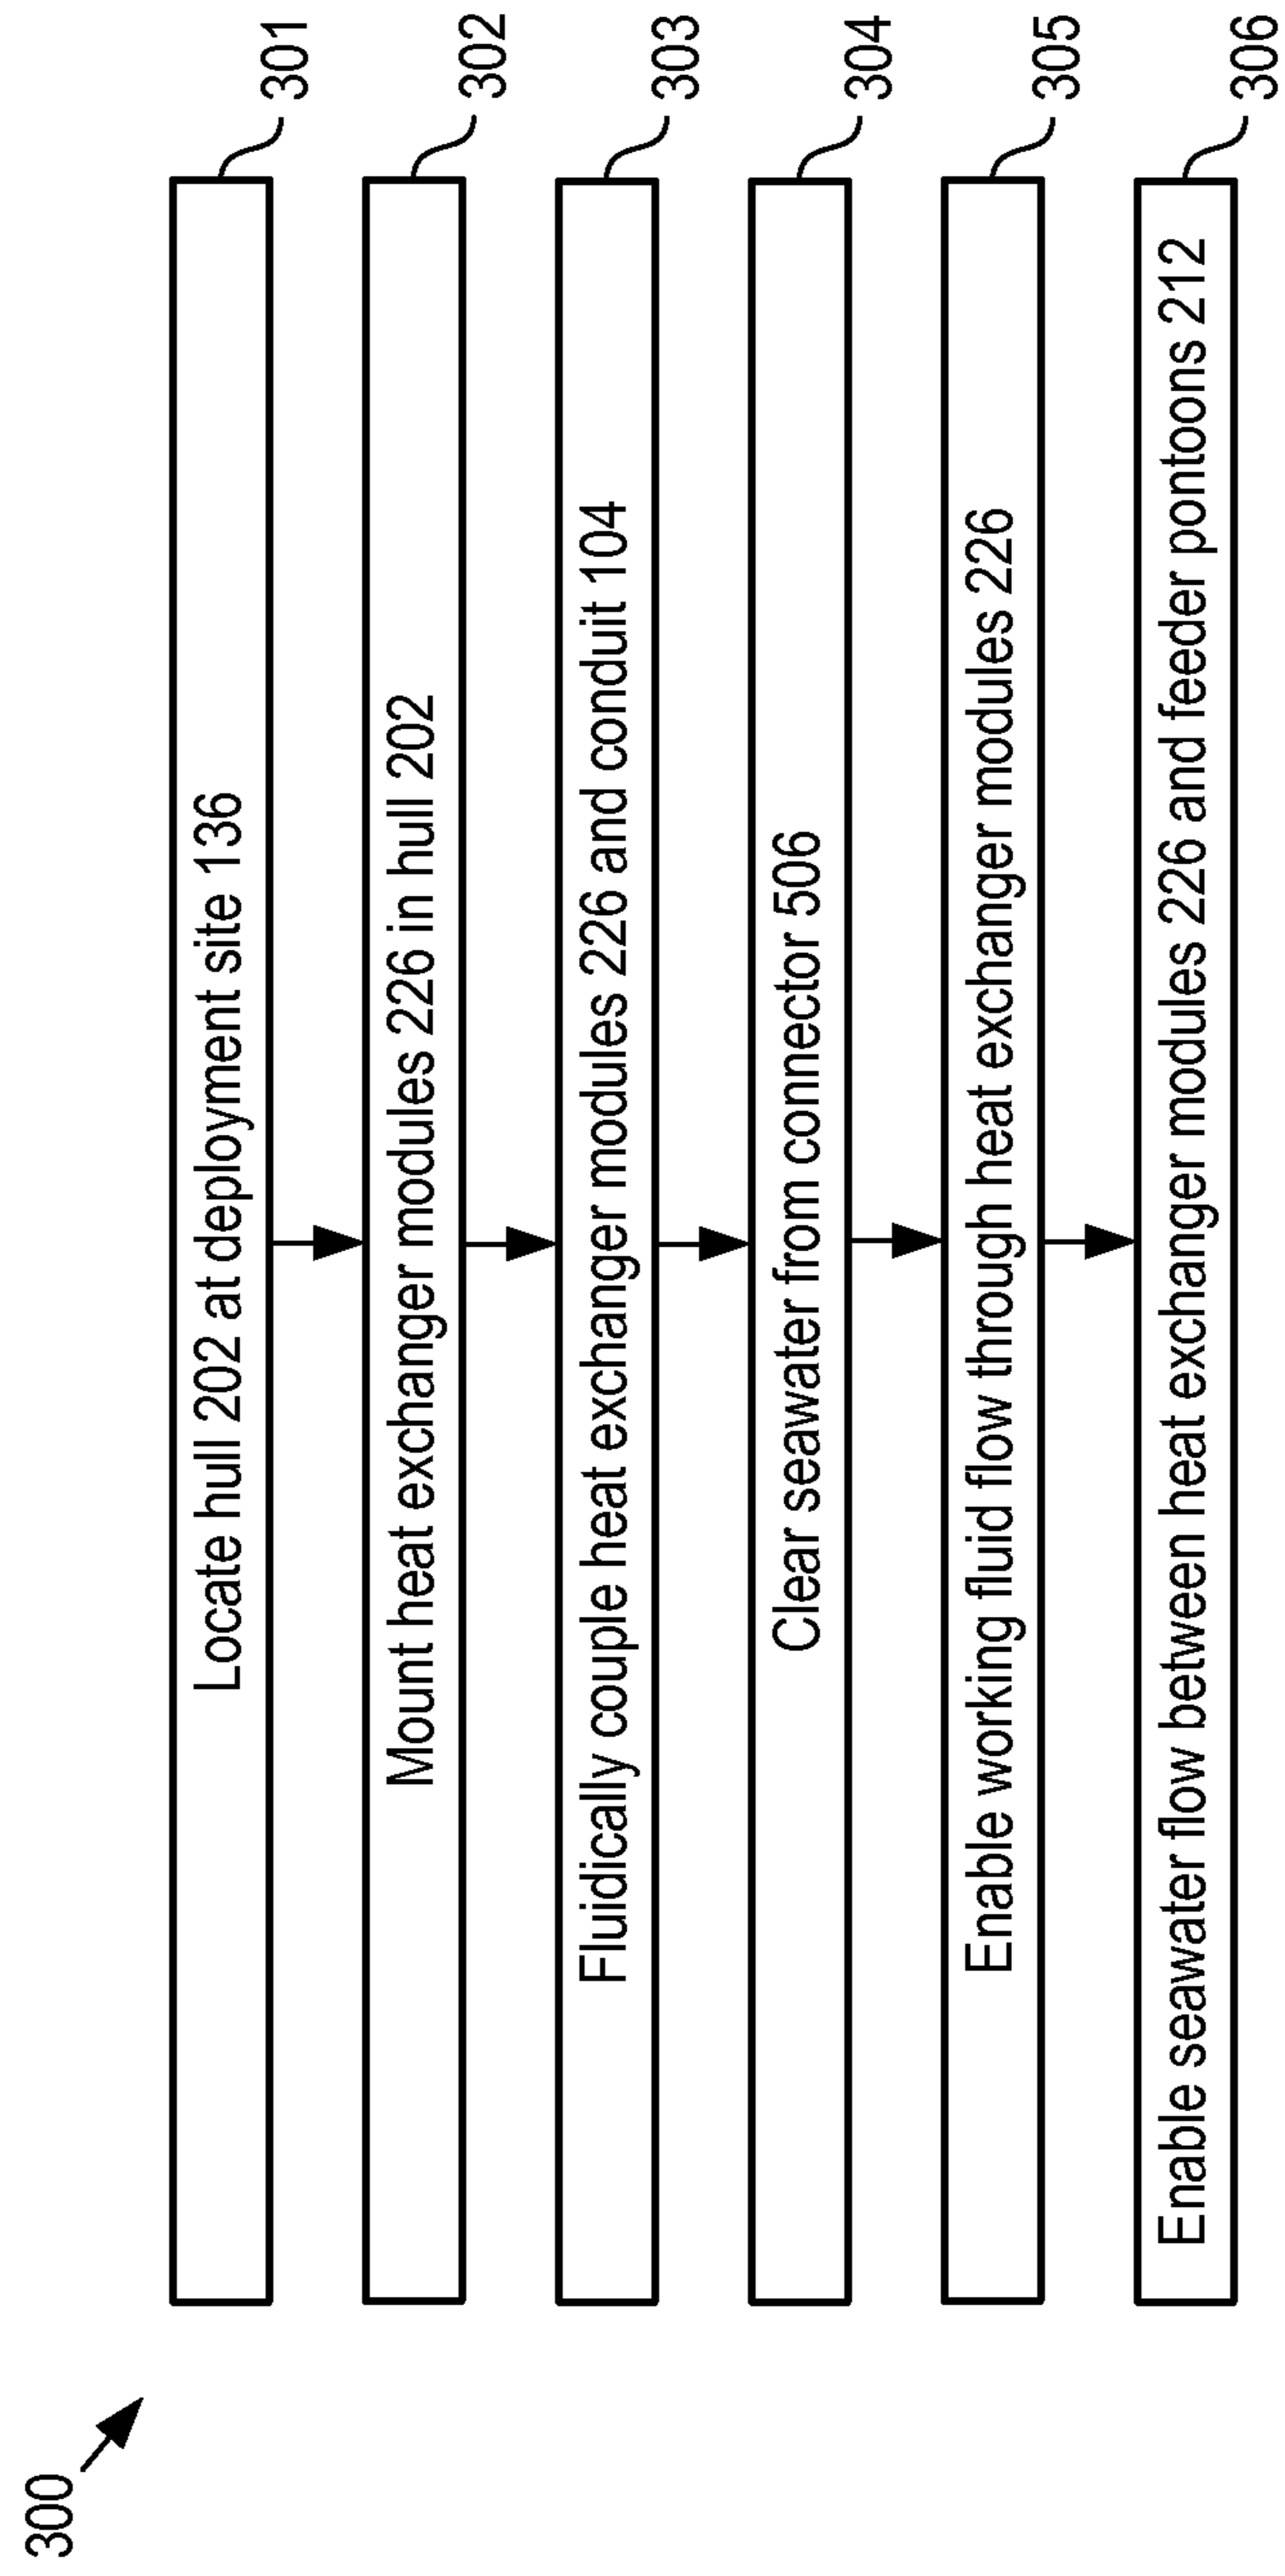 300
Locate hull 202 at deployment site 136
301
Mount heat exchanger modules 226 in hull 202
302
Fluidically couple heat exchanger modules 226 and conduit 104
303
Clear seawater from connector 506
304
Enable working fluid flow through heat exchanger modules 226
305
Enable seawater flow between heat exchanger modules 226 and feeder pontoons 212
306